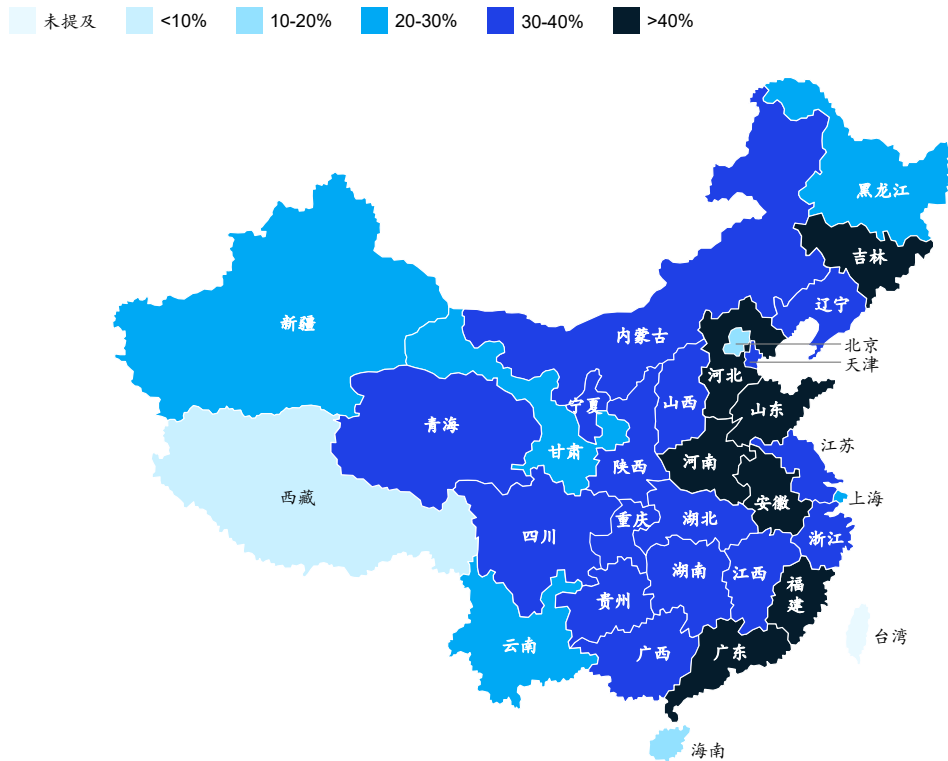 未提及 <10% 10-20% 20-30% 30-40% >40%
黑龙江
吉林
辽宁
新疆
内蒙古
北京
天津
河北
宁夏
山西
山东
青海
甘肃
江苏
陕西
河南
西藏
上海
安徽
重庆
湖北
四川
浙江
湖南
江西
福建
贵州
台湾
云南
广西
广东
海南